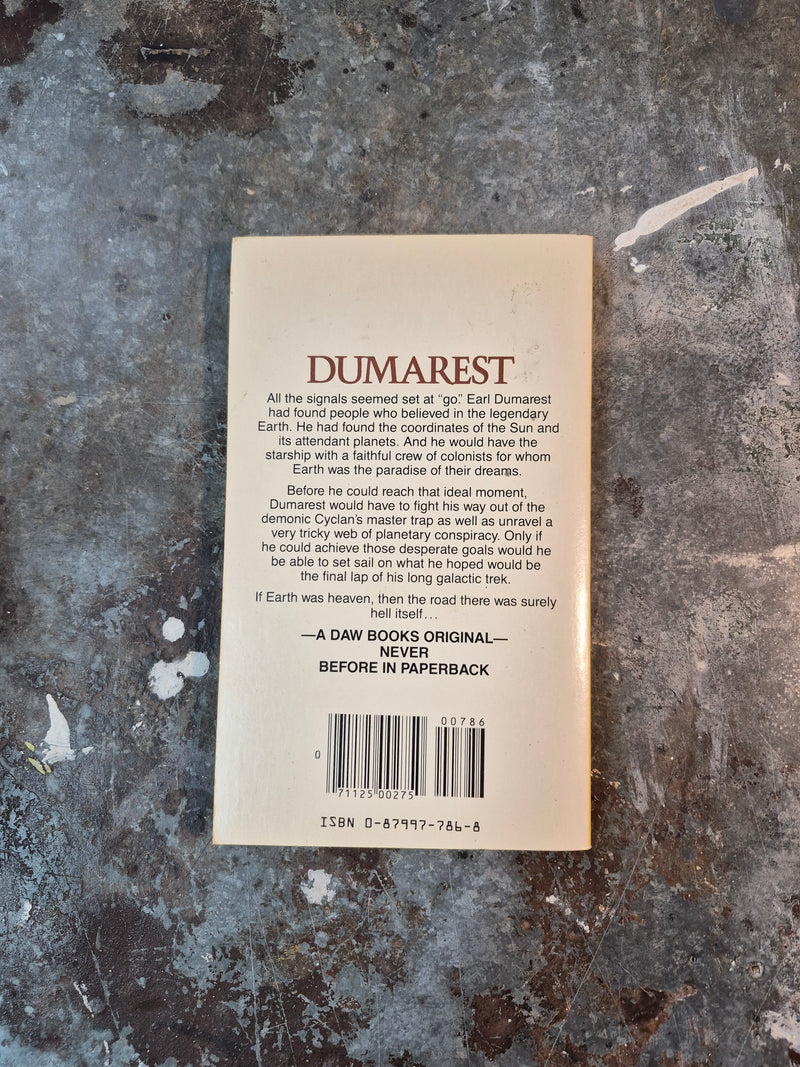 DUMAREST
All the signals seemed set at “go.” Earl Dumarest
had found people who believed in the legendary
Earth. He had found the coordinates of the Sun and
its attendant planets. And he would have the
starship with a faithful crew of colonists for whom
Earth was the paradise of their dreams.
Before he could reach that ideal moment,
Dumarest would have to fight his way out of the
demonic Cyclan’s master trap as well as unravel a
very tricky web of planetary conspiracy. Only if
he could achieve those desperate goals would he
be able to set sail on what he hoped would be
the final lap of his long galactic trek.
If Earth was heaven, then the road there was surely
hell itself...
—A DAW BOOKS ORIGINAL—
NEVER
BEFORE IN PAPERBACK
00786
0
71125 00275
ISBN 0-87997-786-8